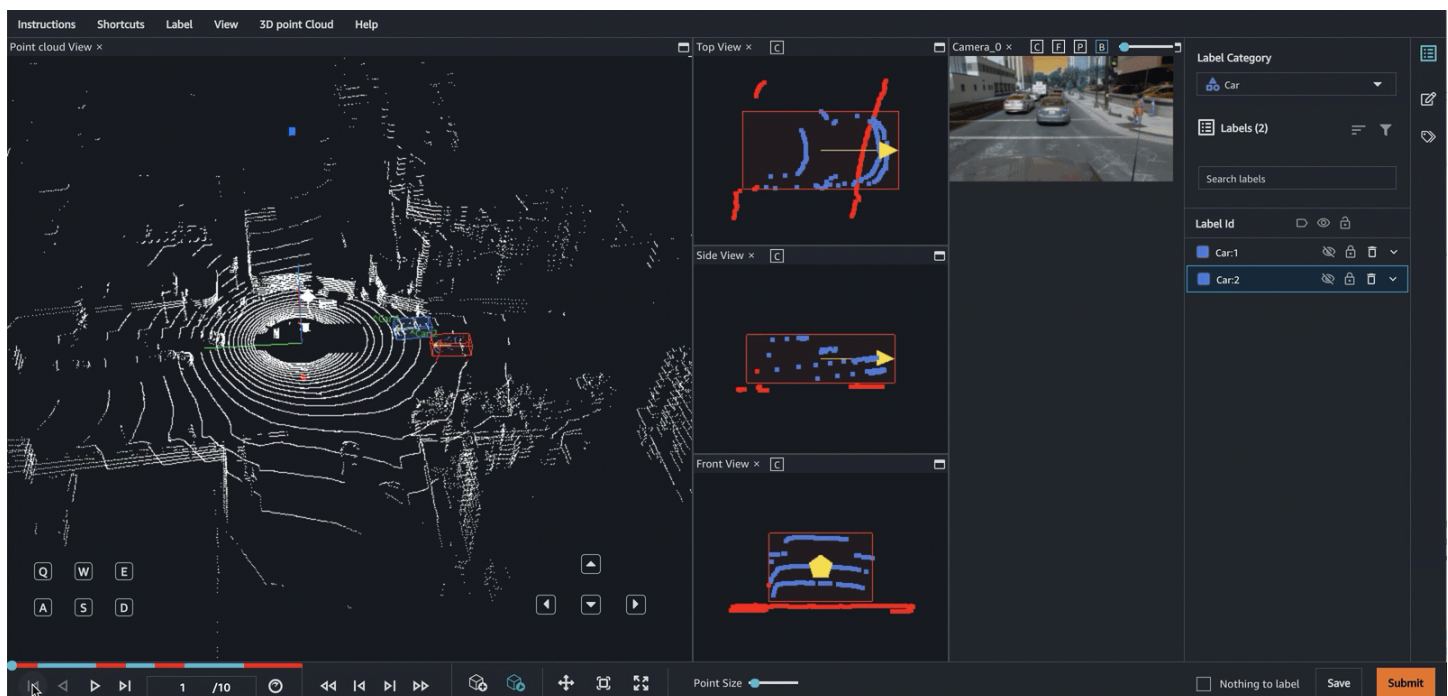 Instructions Shortcuts Label View 3D point Cloud Help
Point cloud View ×
Top View × C
Camera_0 × C F P B
Label Category
Car
Labels (2)
Search labels
Label Id
Car:1
Car:2
Side View × C
Front View × C
Q W E
A S D
1 /10
Point Size
Nothing to label
Save
Submit